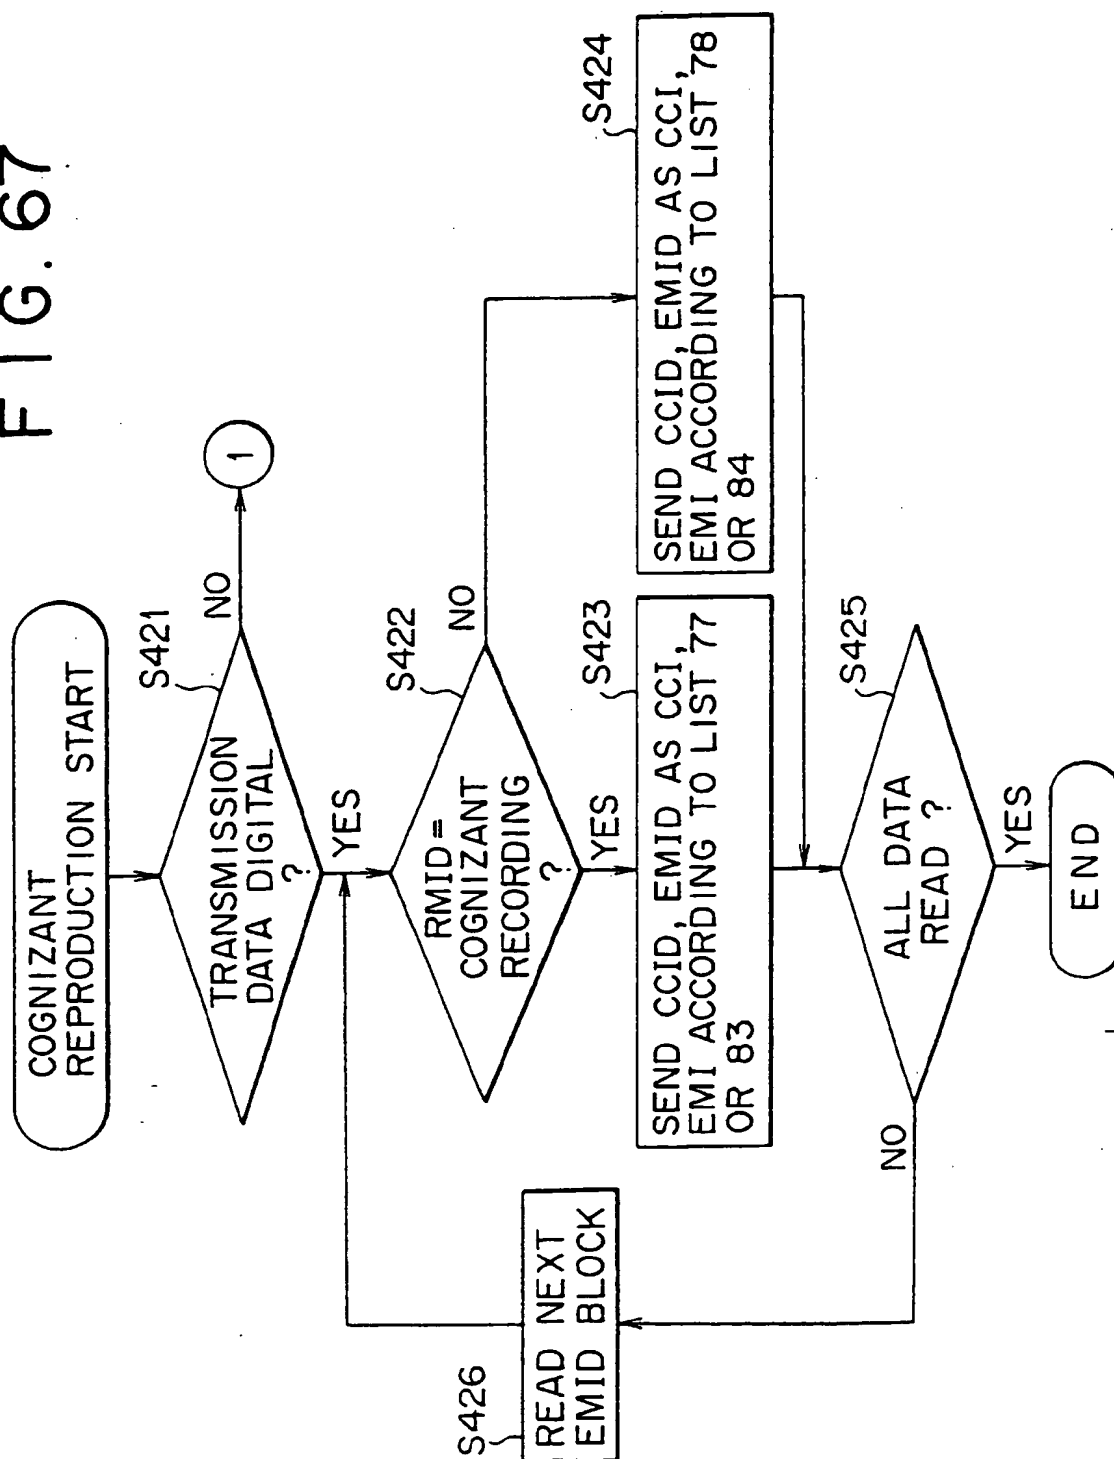 FIG. 67
COGNIZANT
REPRODUCTION START
S421
TRANSMISSION
DATA DIGITAL
?
NO
1
YES
S422
RMID=
COGNIZANT
RECORDING
?
NO
YES
S423
SEND CCID, EMID AS CCI,
EMI ACCORDING TO LIST 77
OR 83
S424
SEND CCID, EMID AS CCI,
EMI ACCORDING TO LIST 78
OR 84
S425
ALL DATA
READ ?
NO
YES
S426
READ NEXT
EMID BLOCK
END